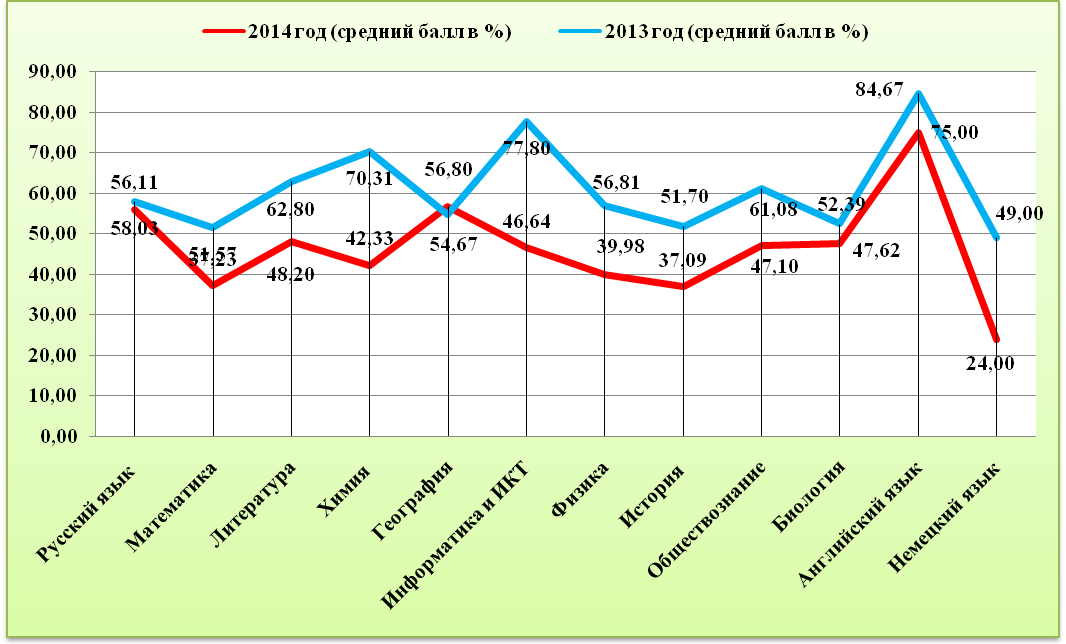 2014 год (средний балл в %) 2013 год (средний балл в %)
90,00
80,00
70,00
60,00
50,00
40,00
30,00
20,00
10,00
0,00
56,11
58,03
51,57
37,23
62,80
48,20
70,31
42,33
56,80
54,67
77,80
46,64
56,81
39,98
51,70
37,09
61,08
47,10
52,39
47,62
84,67
75,00
49,00
24,00
Русский язык
Математика
Литература
Химия
География
Информатика и ИКТ
Физика
История
Обществознание
Биология
Английский язык
Немецкий язык